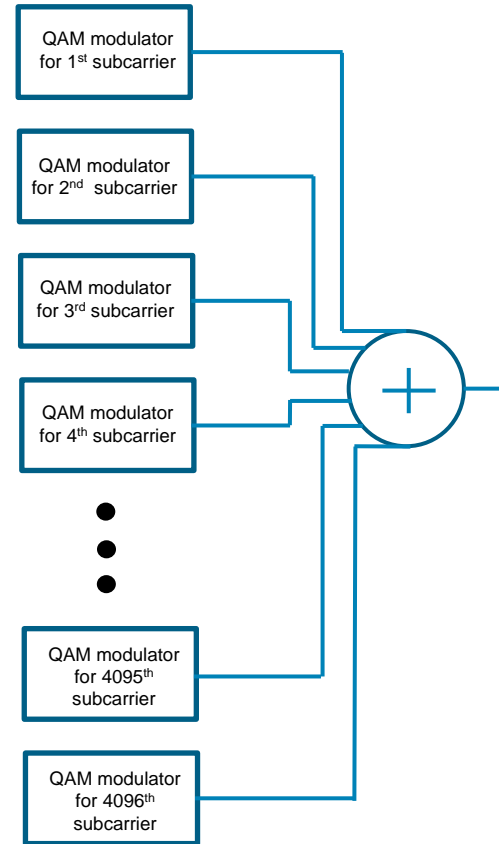 QAM modulator
for 1st subcarrier
QAM modulator
for 2nd subcarrier
QAM modulator
for 3rd subcarrier
QAM modulator
for 4th subcarrier
QAM modulator
for 4095th
subcarrier
QAM modulator
for 4096th
subcarrier